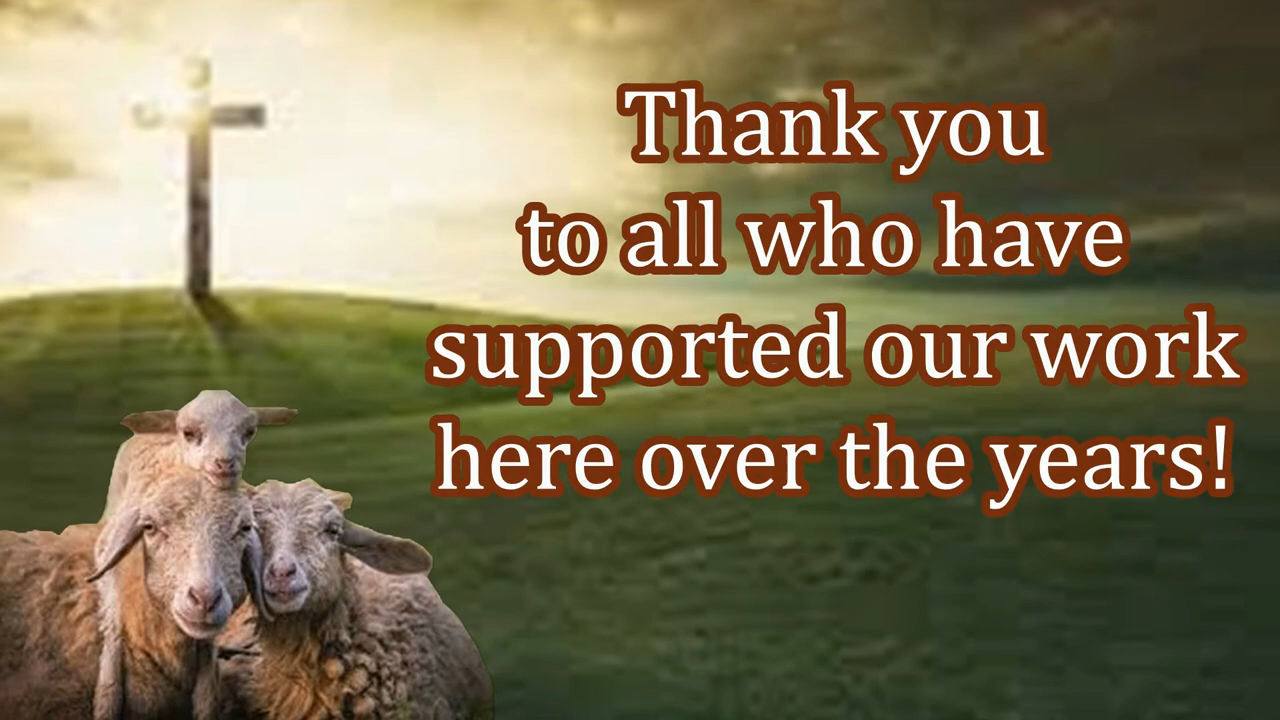 Thank you
to all who have
supported our work
here over the years!